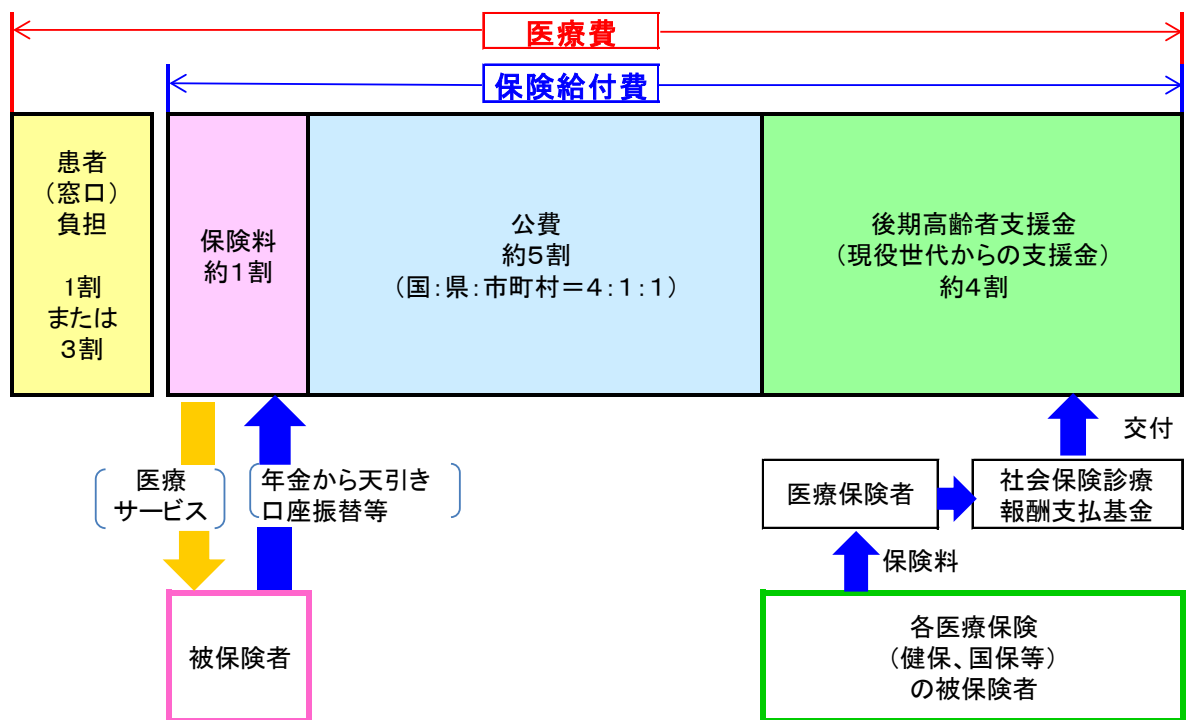 医療費
保険給付費
患者
（窓口）
負担
1割
または
３割
保険料
約１割
公費
約５割
（国：県：市町村＝４：１：１）
後期高齢者支援金
（現役世代からの支援金）
約４割
交付
医療
サービス
年金から天引き
口座振替等
医療保険者
社会保険診療
報酬支払基金
保険料
被保険者
各医療保険
（健保、国保等）
の被保険者